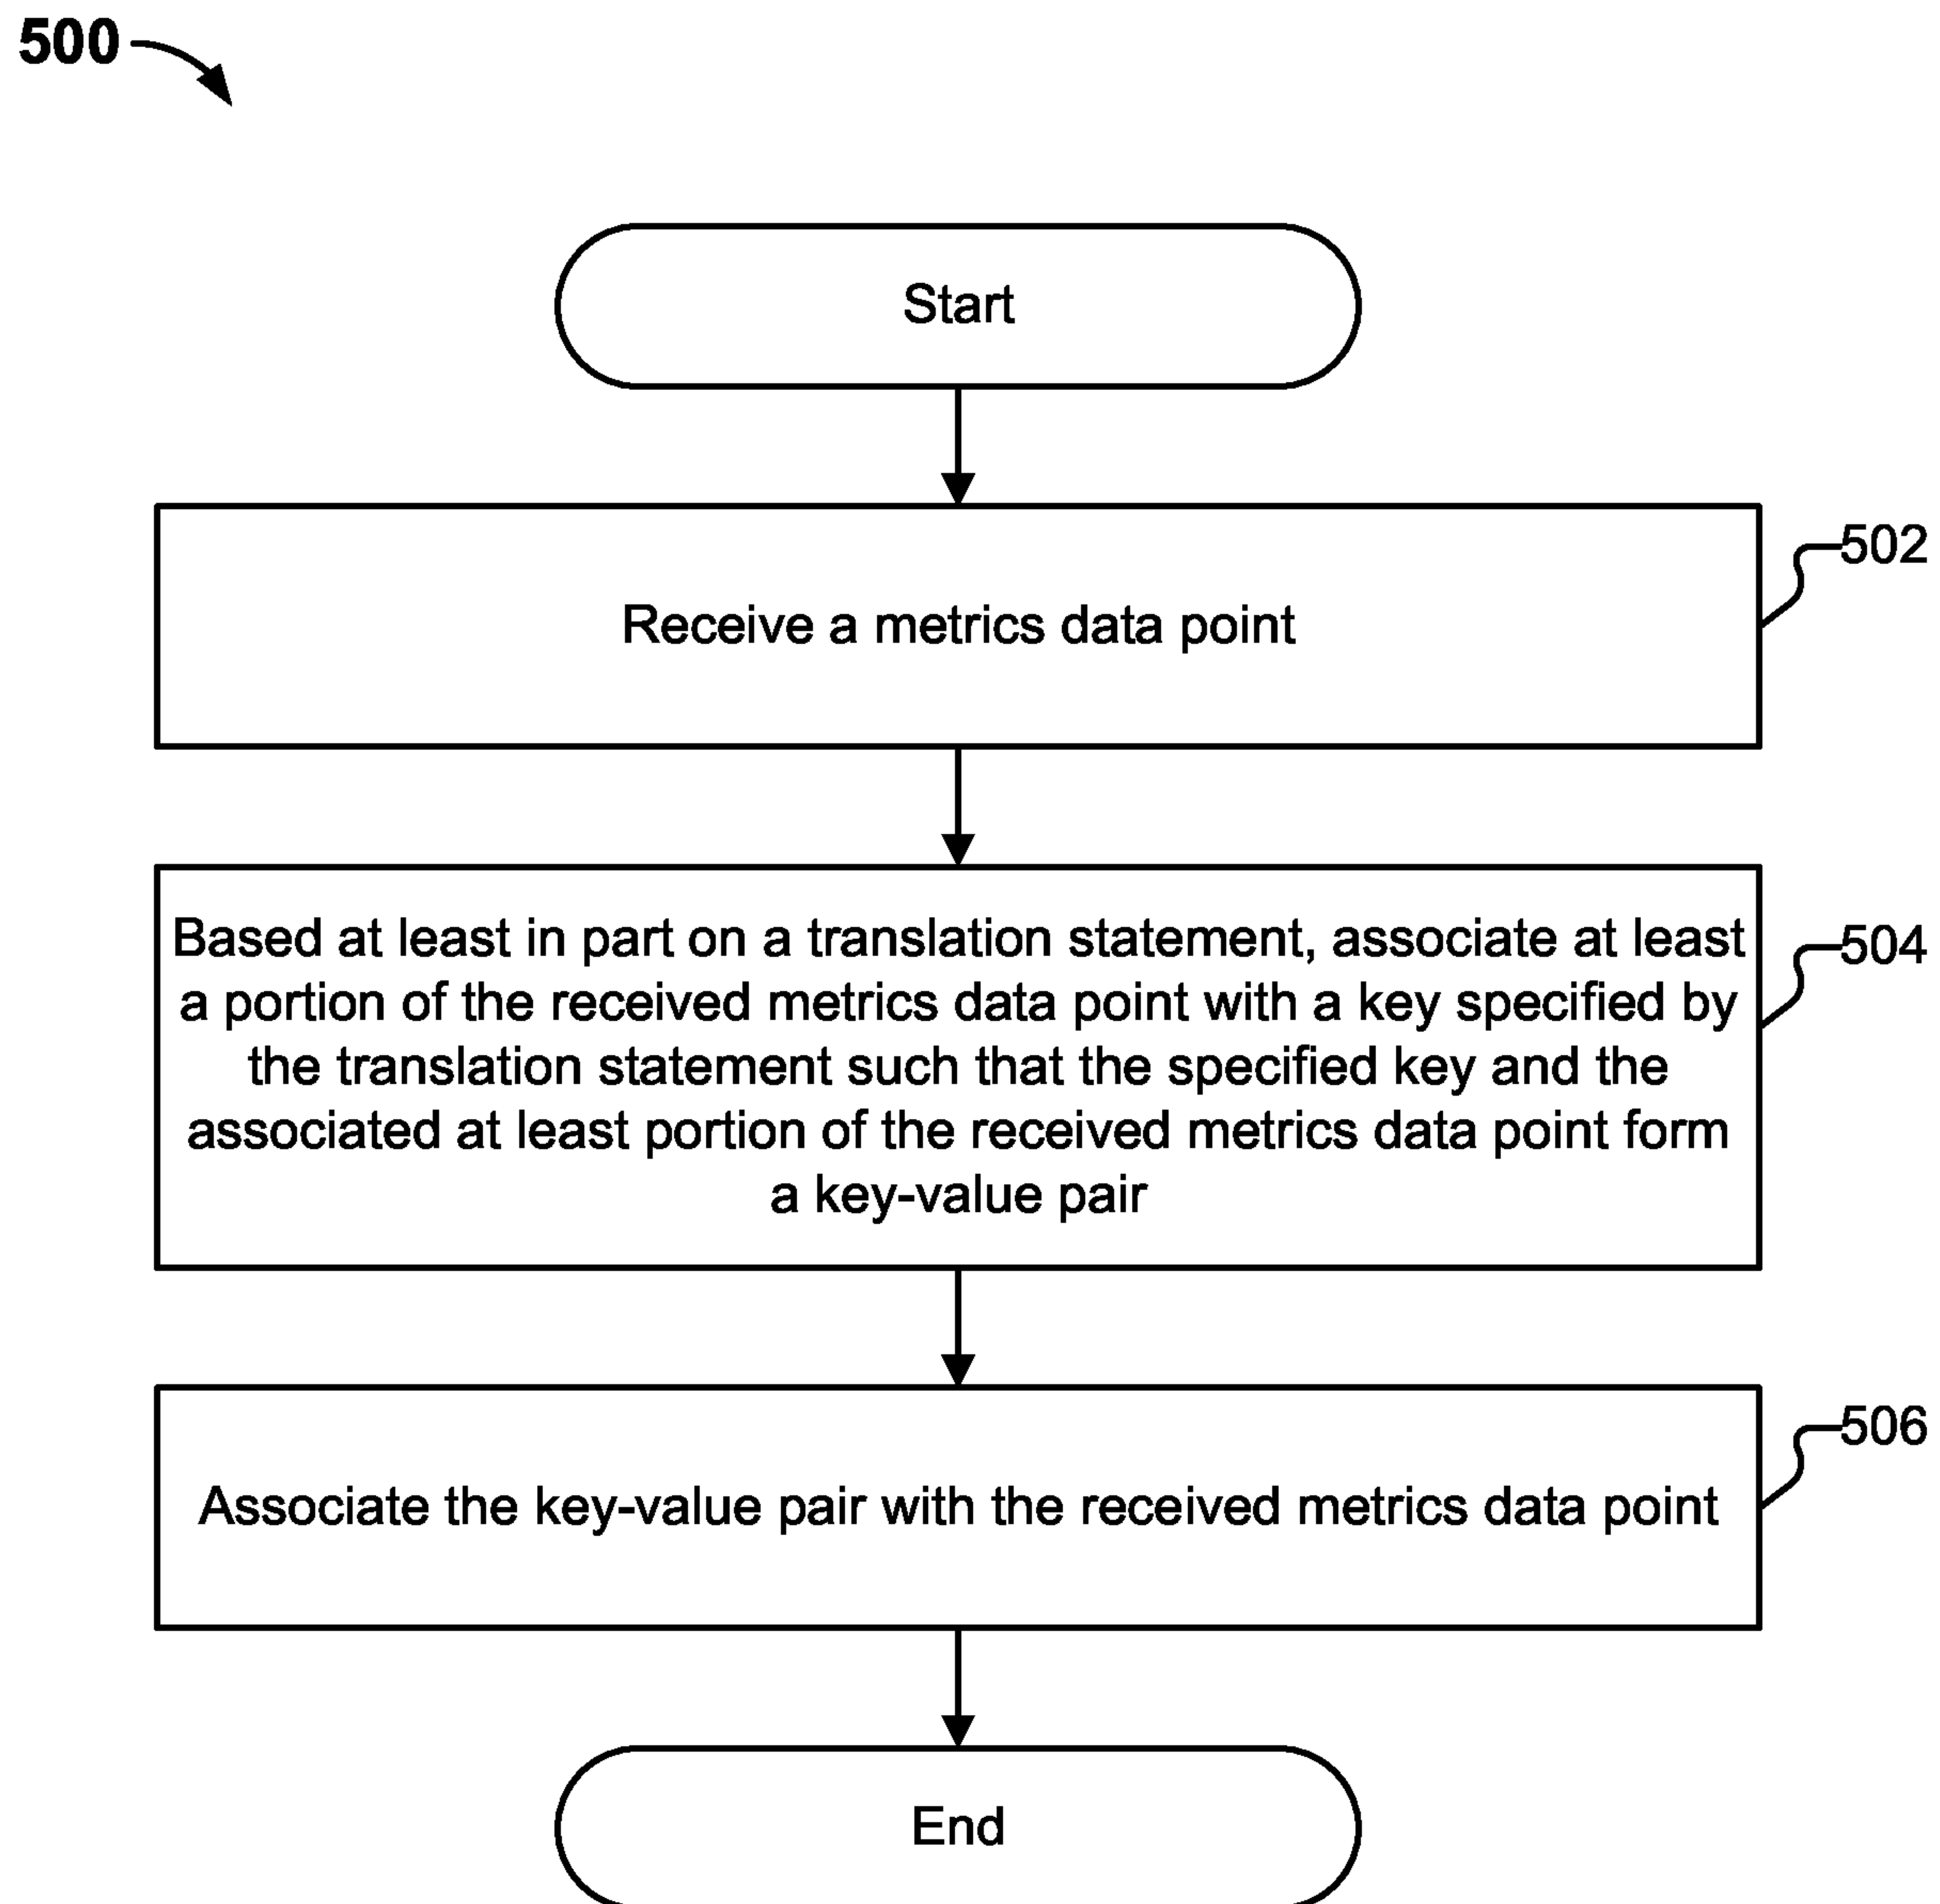 500
Start
Receive a metrics data point
502
Based at least in part on a translation statement, associate at least
a portion of the received metrics data point with a key specified by
the translation statement such that the specified key and the
associated at least portion of the received metrics data point form
a key-value pair
504
Associate the key-value pair with the received metrics data point
506
End